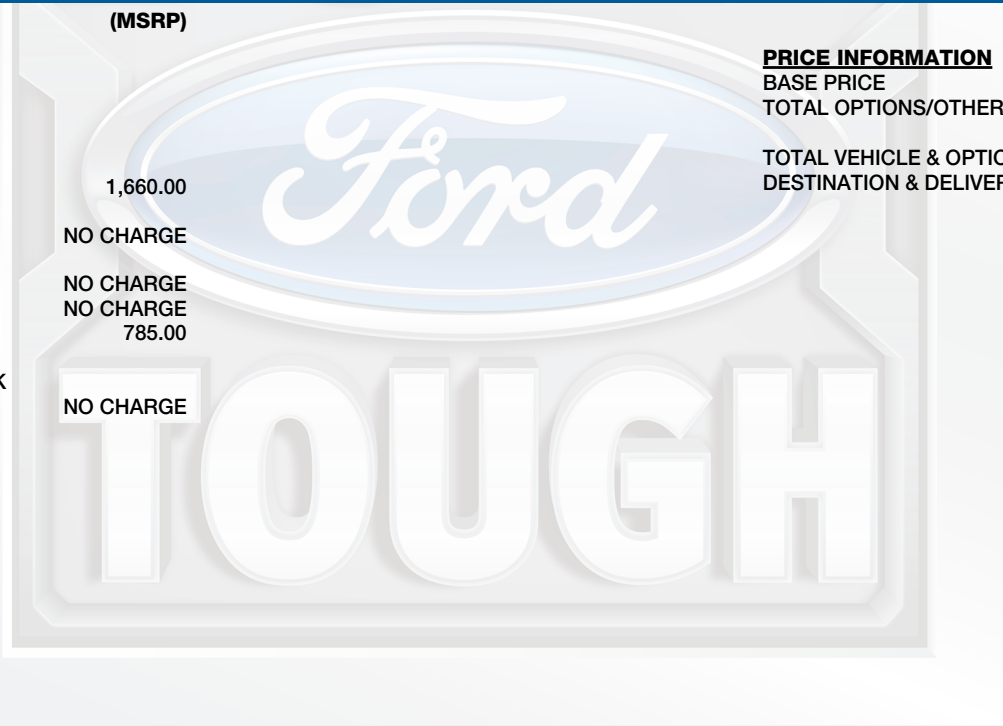 (MSRP)
1,660.00
NO CHARGE
NO CHARGE
NO CHARGE
785.00
NO CHARGE
PRICE INFORMATION
BASE PRICE
TOTAL OPTIONS/OTHER
TOTAL VEHICLE & OPTIO
DESTINATION & DELIVER
Ford
TOUGH